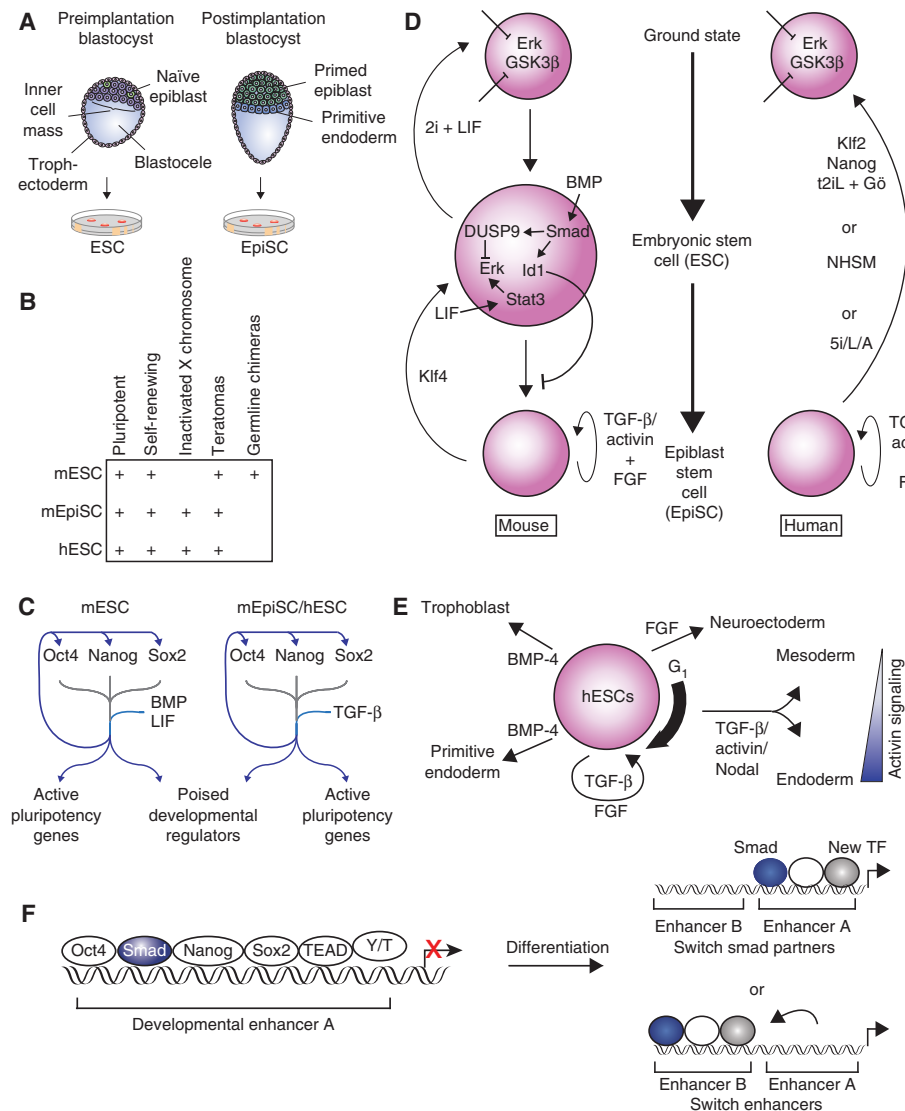 A
Preimplantation
blastocyst
Postimplantation
blastocyst
Inner
cell
mass
Naïve
epiblast
Troph-
ectoderm
Blastocele
Primed
epiblast
Primitive
endoderm
ESC
EpiSC
B
Pluripotent
Self-renewing
Inactivated X chromosome
Teratomas
Germline chimeras
mESC + + + +
mEpiSC + + + +
hESC + + + +
C
mESC
Oct4 Nanog Sox2
BMP
LIF
mEpiSC/hESC
Oct4 Nanog Sox2
TGF-β
Active
pluripotency
genes
Poised
developmental
regulators
Active
pluripotency
genes
D
Erk
GSK3β
2i + LIF
BMP
DUSP9 Smad
Erk Id1
Stat3
LIF
Klf4
TGF-β/
activin
+
FGF
Mouse
Ground state
Embryonic stem
cell (ESC)
Epiblast
stem
cell
(EpiSC)
Erk
GSK3β
Klf2
Nanog
t2iL + Gö
or
NHSM
or
5i/L/A
TG
ac
F
Human
E
Trophoblast
BMP-4
FGF
Neuroectoderm
hESCs
G1
Mesoderm
BMP-4
Primitive
endoderm
TGF-β
FGF
TGF-β/
activin/
Nodal
Endoderm
Activin signaling
F
Oct4 Smad Nanog Sox2 TEAD Y/T
X
Developmental enhancer A
Differentiation
Smad New TF
Enhancer B Enhancer A
Switch smad partners
or
Enhancer B Enhancer A
Switch enhancers